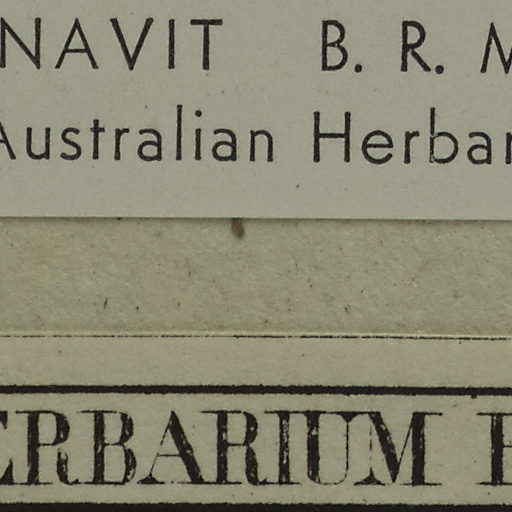 NAVIT B. R. M
Australian Herbar
ERBARIUM